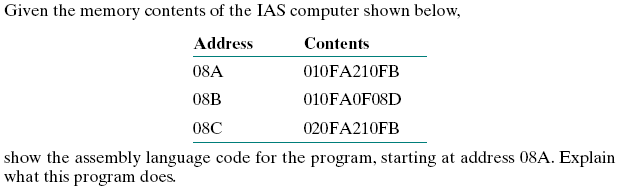 Given the memory contents of the IAS computer shown below,
Address Contents
08A 010FA210FB
08B 010FA0F08D
08C 020FA210FB
show the assembly language code for the program, starting at address 08A. Explain
what this program does.